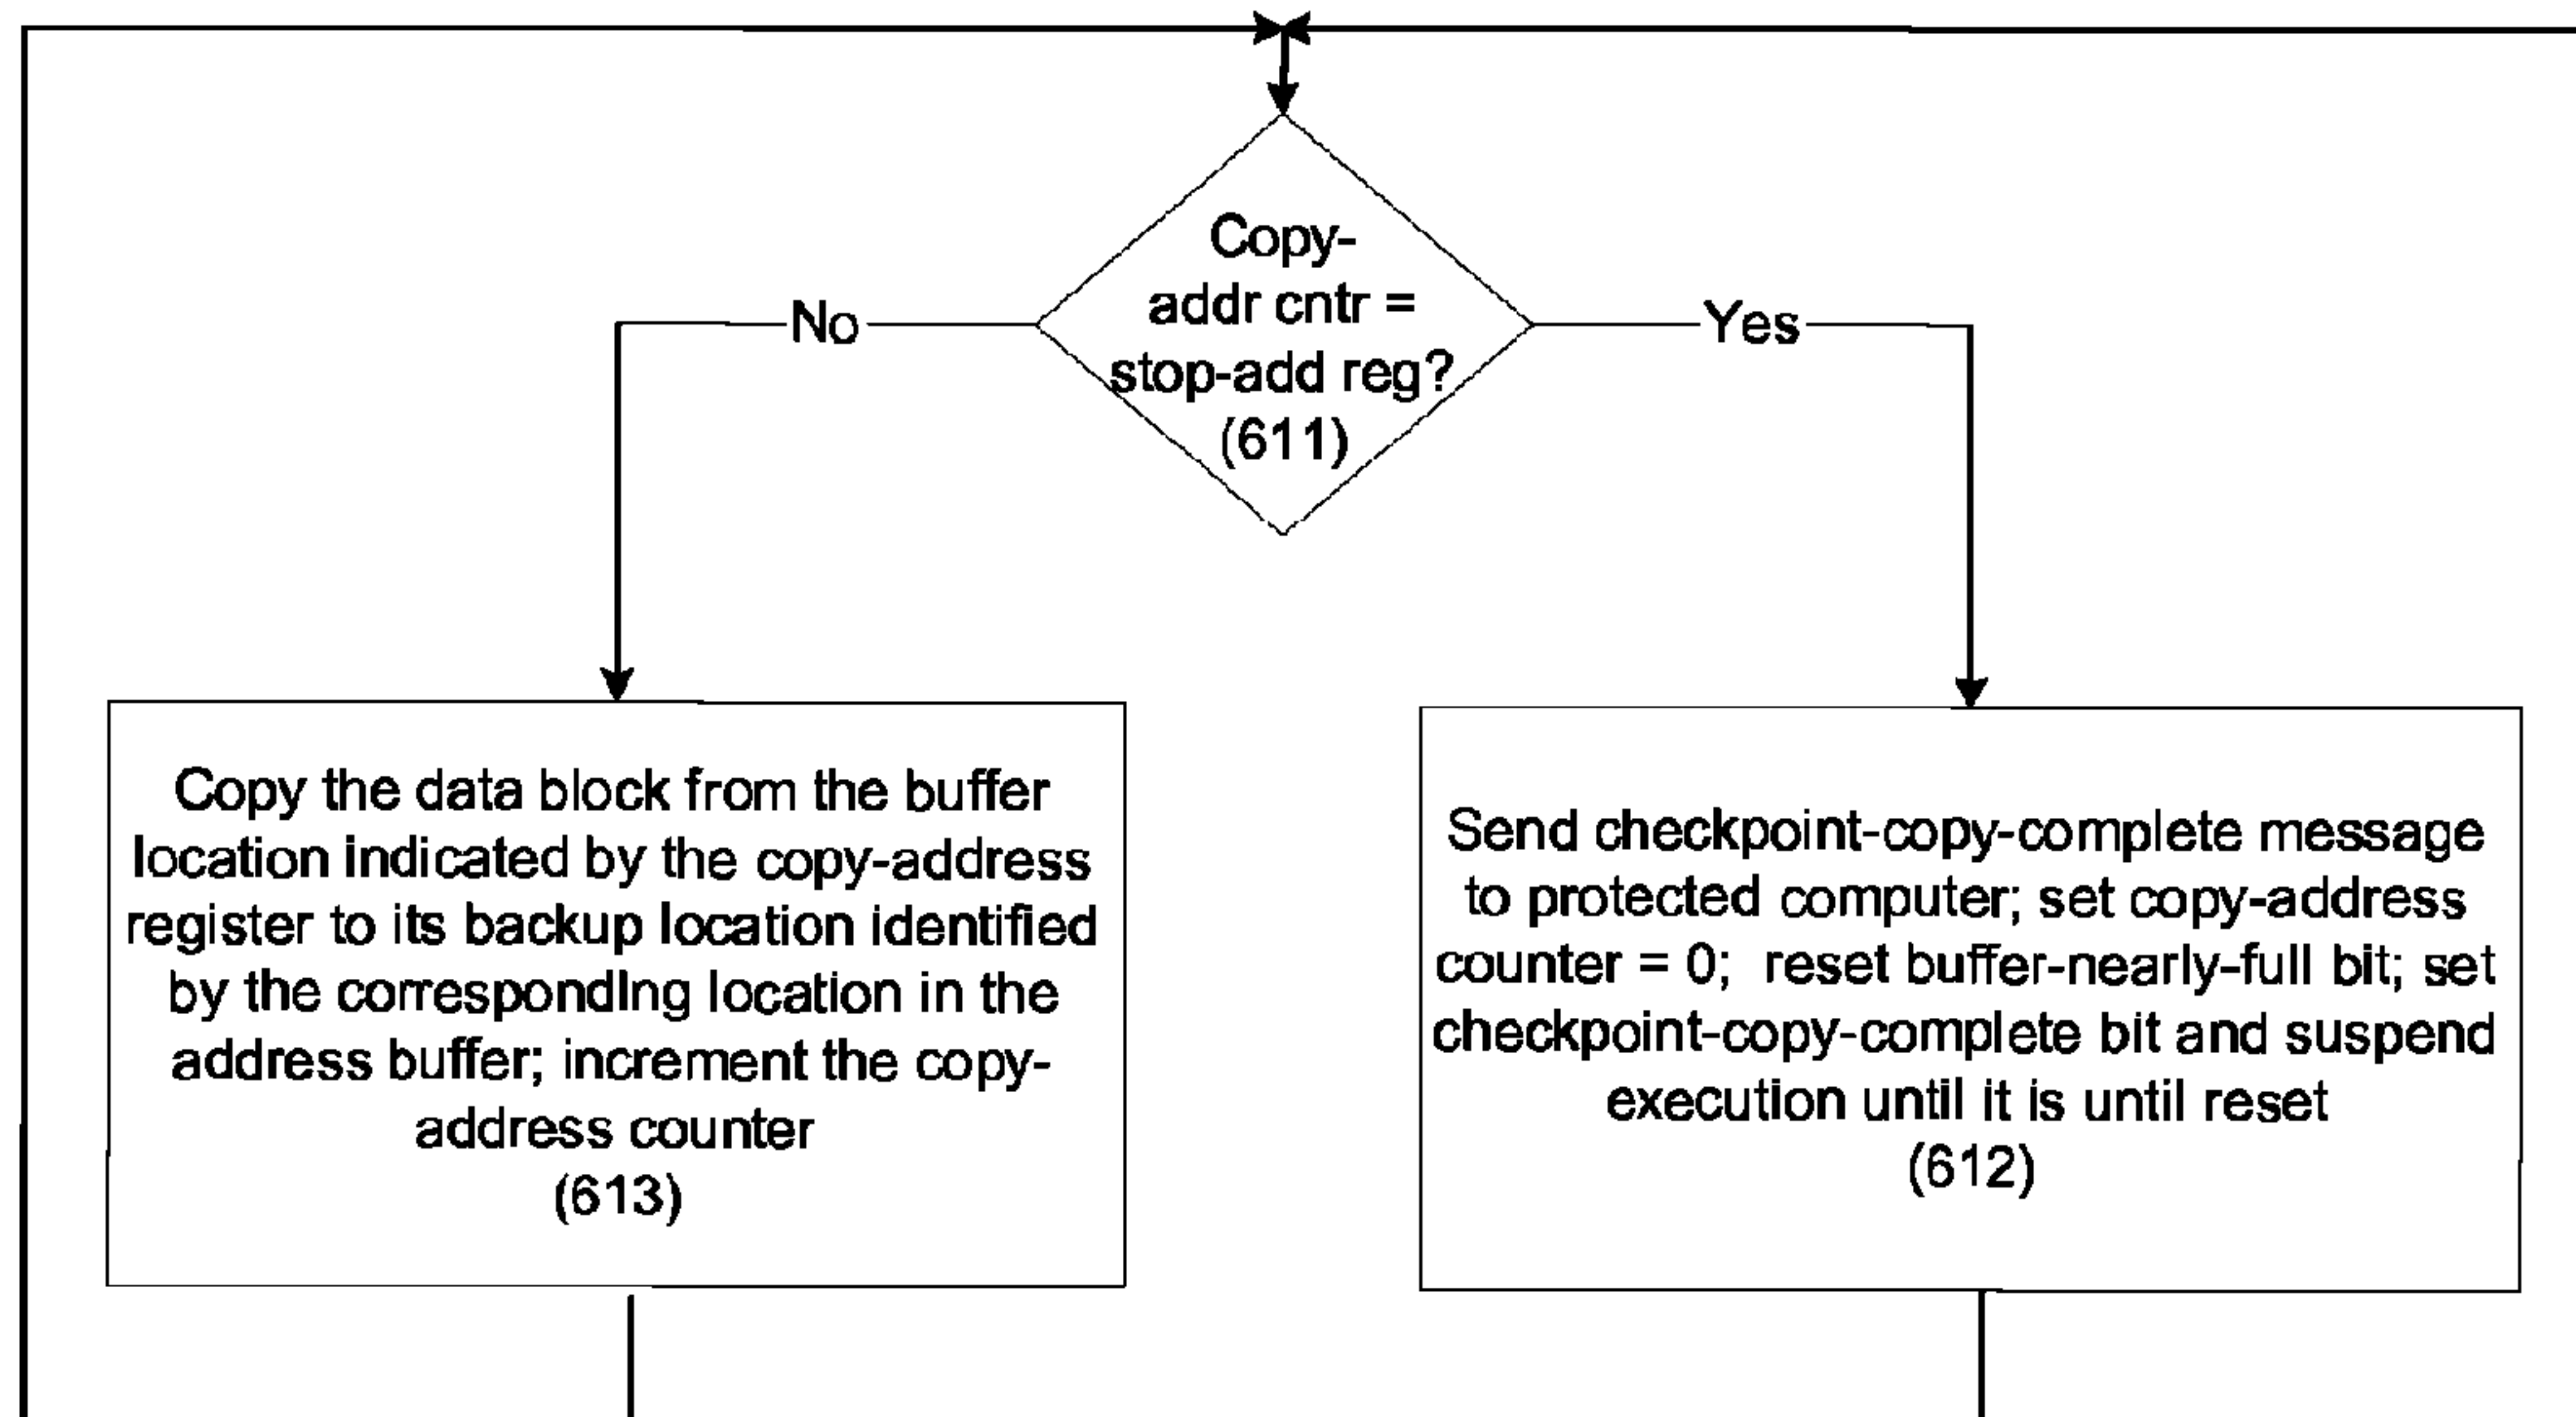 Copy-
addr cntr =
stop-add reg?
(611)
No
Yes
Copy the data block from the buffer
location indicated by the copy-address
register to its backup location identified
by the corresponding location in the
address buffer; increment the copy-
address counter
(613)
Send checkpoint-copy-complete message
to protected computer; set copy-address
counter = 0; reset buffer-nearly-full bit; set
checkpoint-copy-complete bit and suspend
execution until it is until reset
(612)